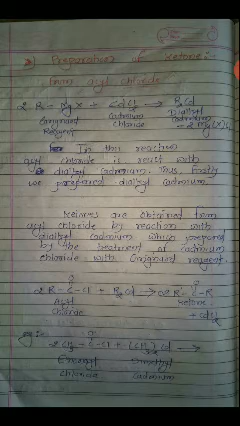 Preparation of ketone:
from acyl chloride
2 R - Mg X + CdCl2 → R2Cd
Grignard Cadmium Dialkyl
Reagent Chloride cadmium
In this reaction
acyl chloride is react with
dialkyl cadmium. Thus, firstly
we prepared dialkyl cadmium.
Ketones are obtained from
acyl chloride by reaction with
dialkyl cadmium which prepared
by the treatment of cadmium
chloride with Grignard reagent.
O O
2R-C-Cl + R2Cd → 2R-C-R
Acyl Ketone
Chloride + CdCl2
O
2CH3-C-Cl + (CH3)2Cd →
Dimethyl
chloride cadmium